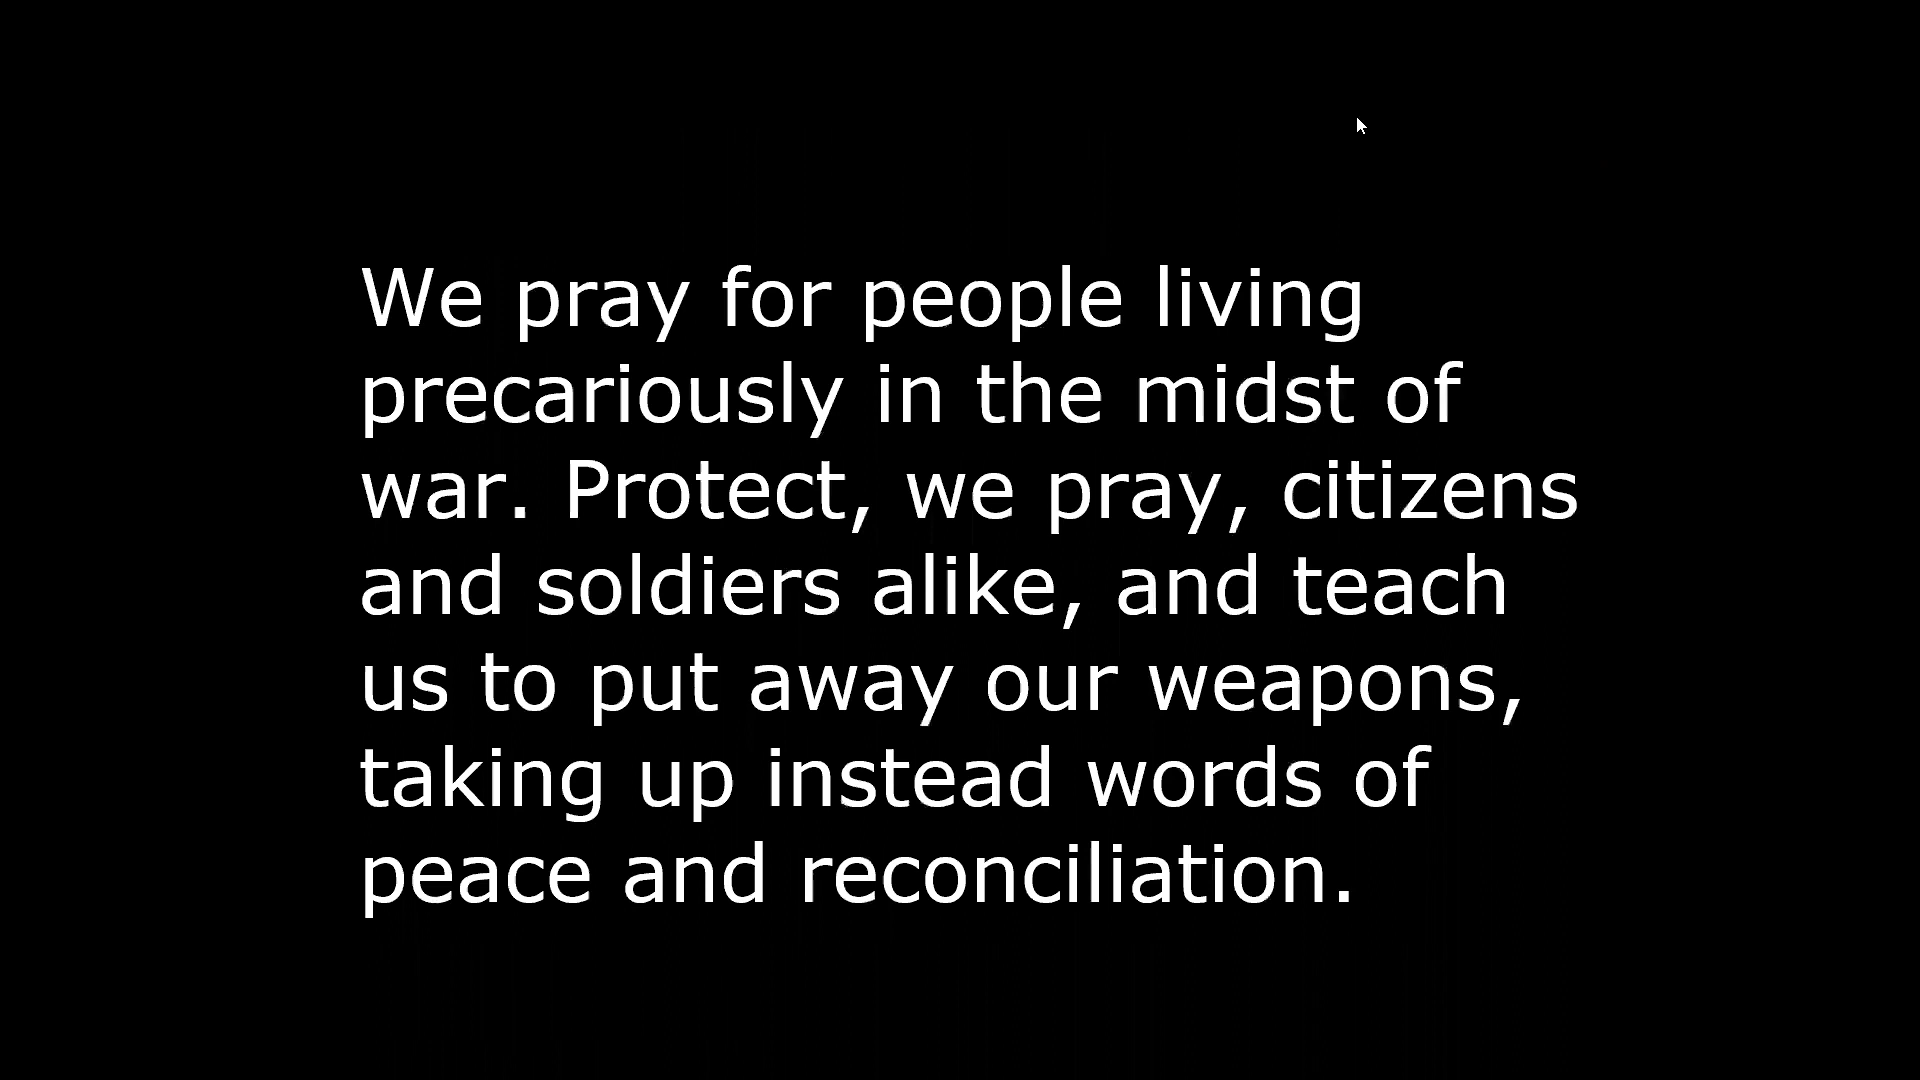 We pray for people living
precariously in the midst of
war. Protect, we pray, citizens
and soldiers alike, and teach
us to put away our weapons,
taking up instead words of
peace and reconciliation.